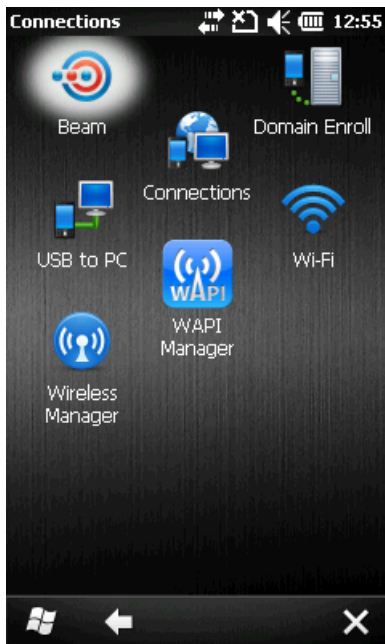 Connections 12:55
Beam
Domain Enroll
Connections
USB to PC
Wi-Fi
WAPI
WAPI
Manager
Wireless
Manager